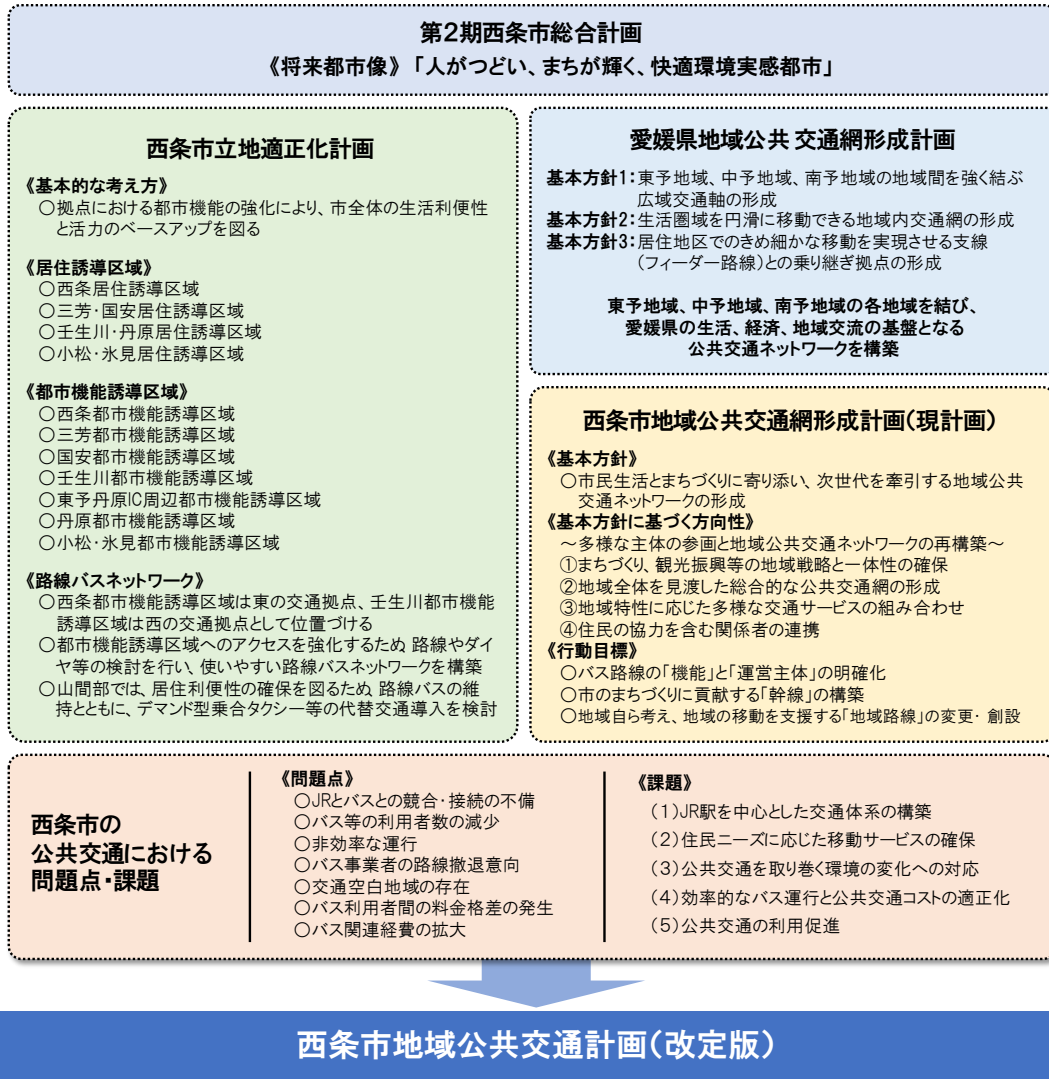 第2期西条市総合計画
《将来都市像》「人がつどい、まちが輝く、快適環境実感都市」
西条市立地適正化計画
《基本的な考え方》
○拠点における都市機能の強化により、市全体の生活利便性
と活力のベースアップを図る
《居住誘導区域》
○西条居住誘導区域
○三芳・国安居住誘導区域
○壬生川・丹原居住誘導区域
○小松・氷見居住誘導区域
《都市機能誘導区域》
○西条都市機能誘導区域
○三芳都市機能誘導区域
○国安都市機能誘導区域
○壬生川都市機能誘導区域
○東予丹原IC周辺都市機能誘導区域
○丹原都市機能誘導区域
○小松・氷見都市機能誘導区域
《路線バスネットワーク》
○西条都市機能誘導区域は東の交通拠点、壬生川都市機能
誘導区域は西の交通拠点として位置づける
○都市機能誘導区域へのアクセスを強化するため、路線やダイ
ヤ等の検討を行い、使いやすい路線バスネットワークを構築
○山間部では、居住利便性の確保を図るため、路線バスの維
持とともに、デマンド型乗合タクシー等の代替交通導入を検討
愛媛県地域公共交通網形成計画
基本方針1：東予地域、中予地域、南予地域の地域間を強く結ぶ
広域交通軸の形成
基本方針2：生活圏域を円滑に移動できる地域内交通網の形成
基本方針3：居住地区でのきめ細かな移動を実現させる支線
（フィーダー路線）との乗り継ぎ拠点の形成
東予地域、中予地域、南予地域の各地域を結び、
愛媛県の生活、経済、地域交流の基盤となる
公共交通ネットワークを構築
西条市地域公共交通網形成計画（現計画）
《基本方針》
○市民生活とまちづくりに寄り添い、次世代を牽引する地域公共
交通ネットワークの形成
《基本方針に基づく方向性》
～多様な主体の参画と地域公共交通ネットワークの再構築～
①まちづくり、観光振興等の地域戦略と一体性の確保
②地域全体を見渡した総合的な公共交通網の形成
③地域特性に応じた多様な交通サービスの組み合わせ
④住民の協力を含む関係者の連携
《行動目標》
○バス路線の「機能」と「運営主体」の明確化
○市のまちづくりに貢献する「幹線」の構築
○地域自ら考え、地域の移動を支援する「地域路線」の変更・創設
西条市の
公共交通における
問題点・課題
《問題点》
○JRとバスとの競合・接続の不備
○バス等の利用者数の減少
○非効率な運行
○バス事業者の路線撤退意向
○交通空白地域の存在
○バス利用者間の料金格差の発生
○バス関連経費の拡大
《課題》
（1）JR駅を中心とした交通体系の構築
（2）住民ニーズに応じた移動サービスの確保
（3）公共交通を取り巻く環境の変化への対応
（4）効率的なバス運行と公共交通コストの適正化
（5）公共交通の利用促進
西条市地域公共交通計画（改定版）